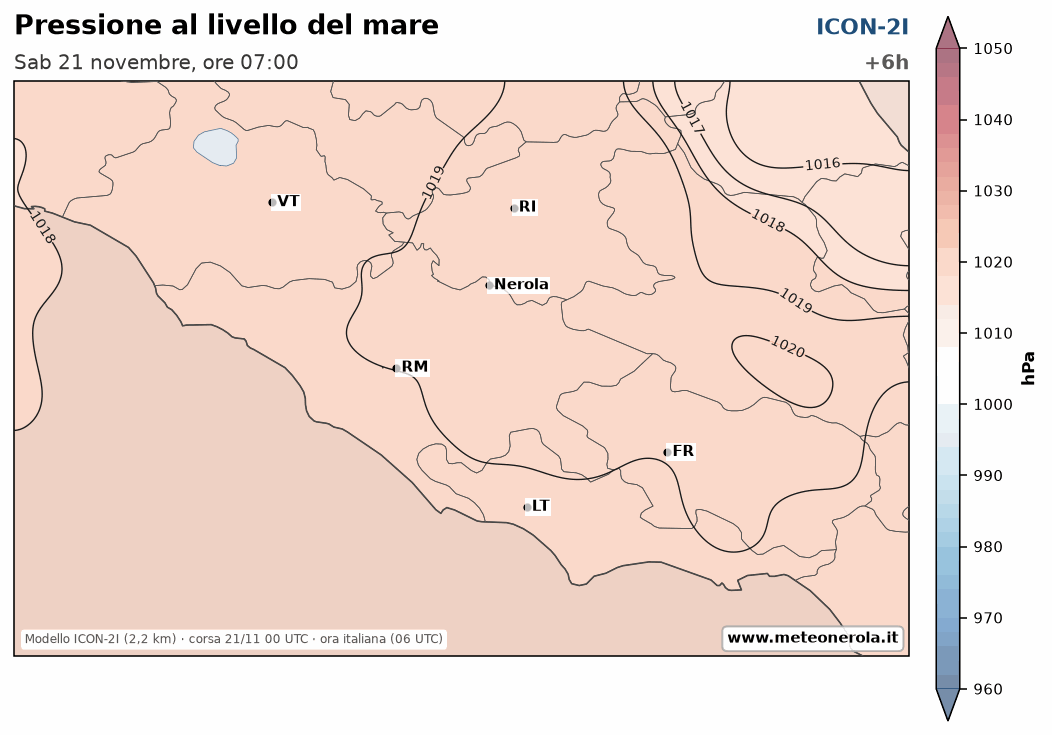 Pressione al livello del mare
ICON-2I
Sab 21 novembre, ore 07:00
+6h
1050
1040
1030
1020
1010
1000
990
980
970
960
hPa
1017
1016
1019
VT
RI
1018
1018
Nerola
1019
1020
RM
FR
LT
Modello ICON-2I (2,2 km) · corsa 21/11 00 UTC · ora italiana (06 UTC)
www.meteonerola.it